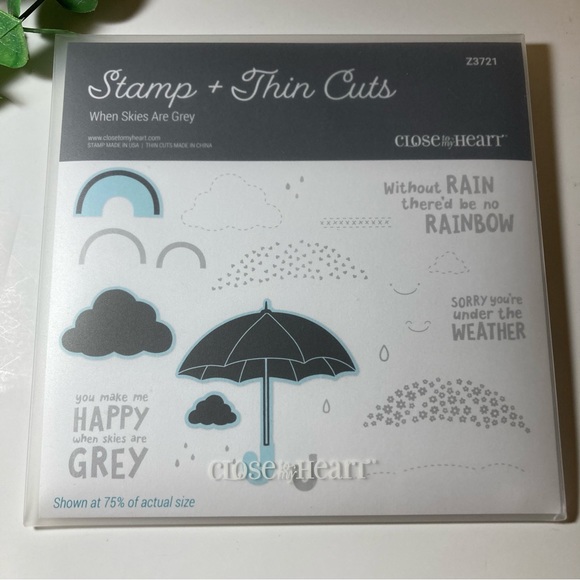 Stamp + Thin Cuts
Z3721
When Skies Are Grey
www.closetomyheart.com
STAMP MADE IN USA | THIN CUTS MADE IN CHINA
CLOSE to my HEART™
Without RAIN
there'd be no
RAINBOW
SORRY you're
under the
WEATHER
you make me
HAPPY
when skies are
GREY
CLOSE to my HEART™
Shown at 75% of actual size